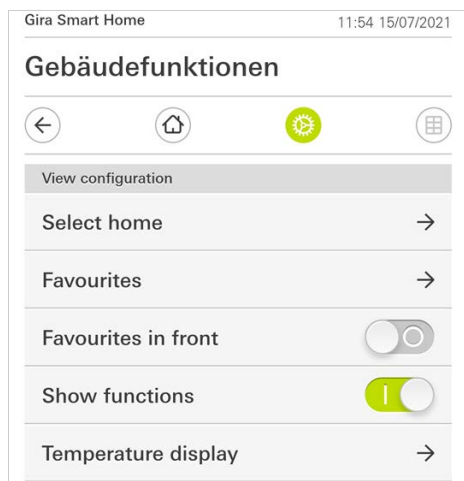 Gira Smart Home 11:54 15/07/2021
Gebäudefunktionen
View configuration
Select home
Favourites
Favourites in front
Show functions
Temperature display